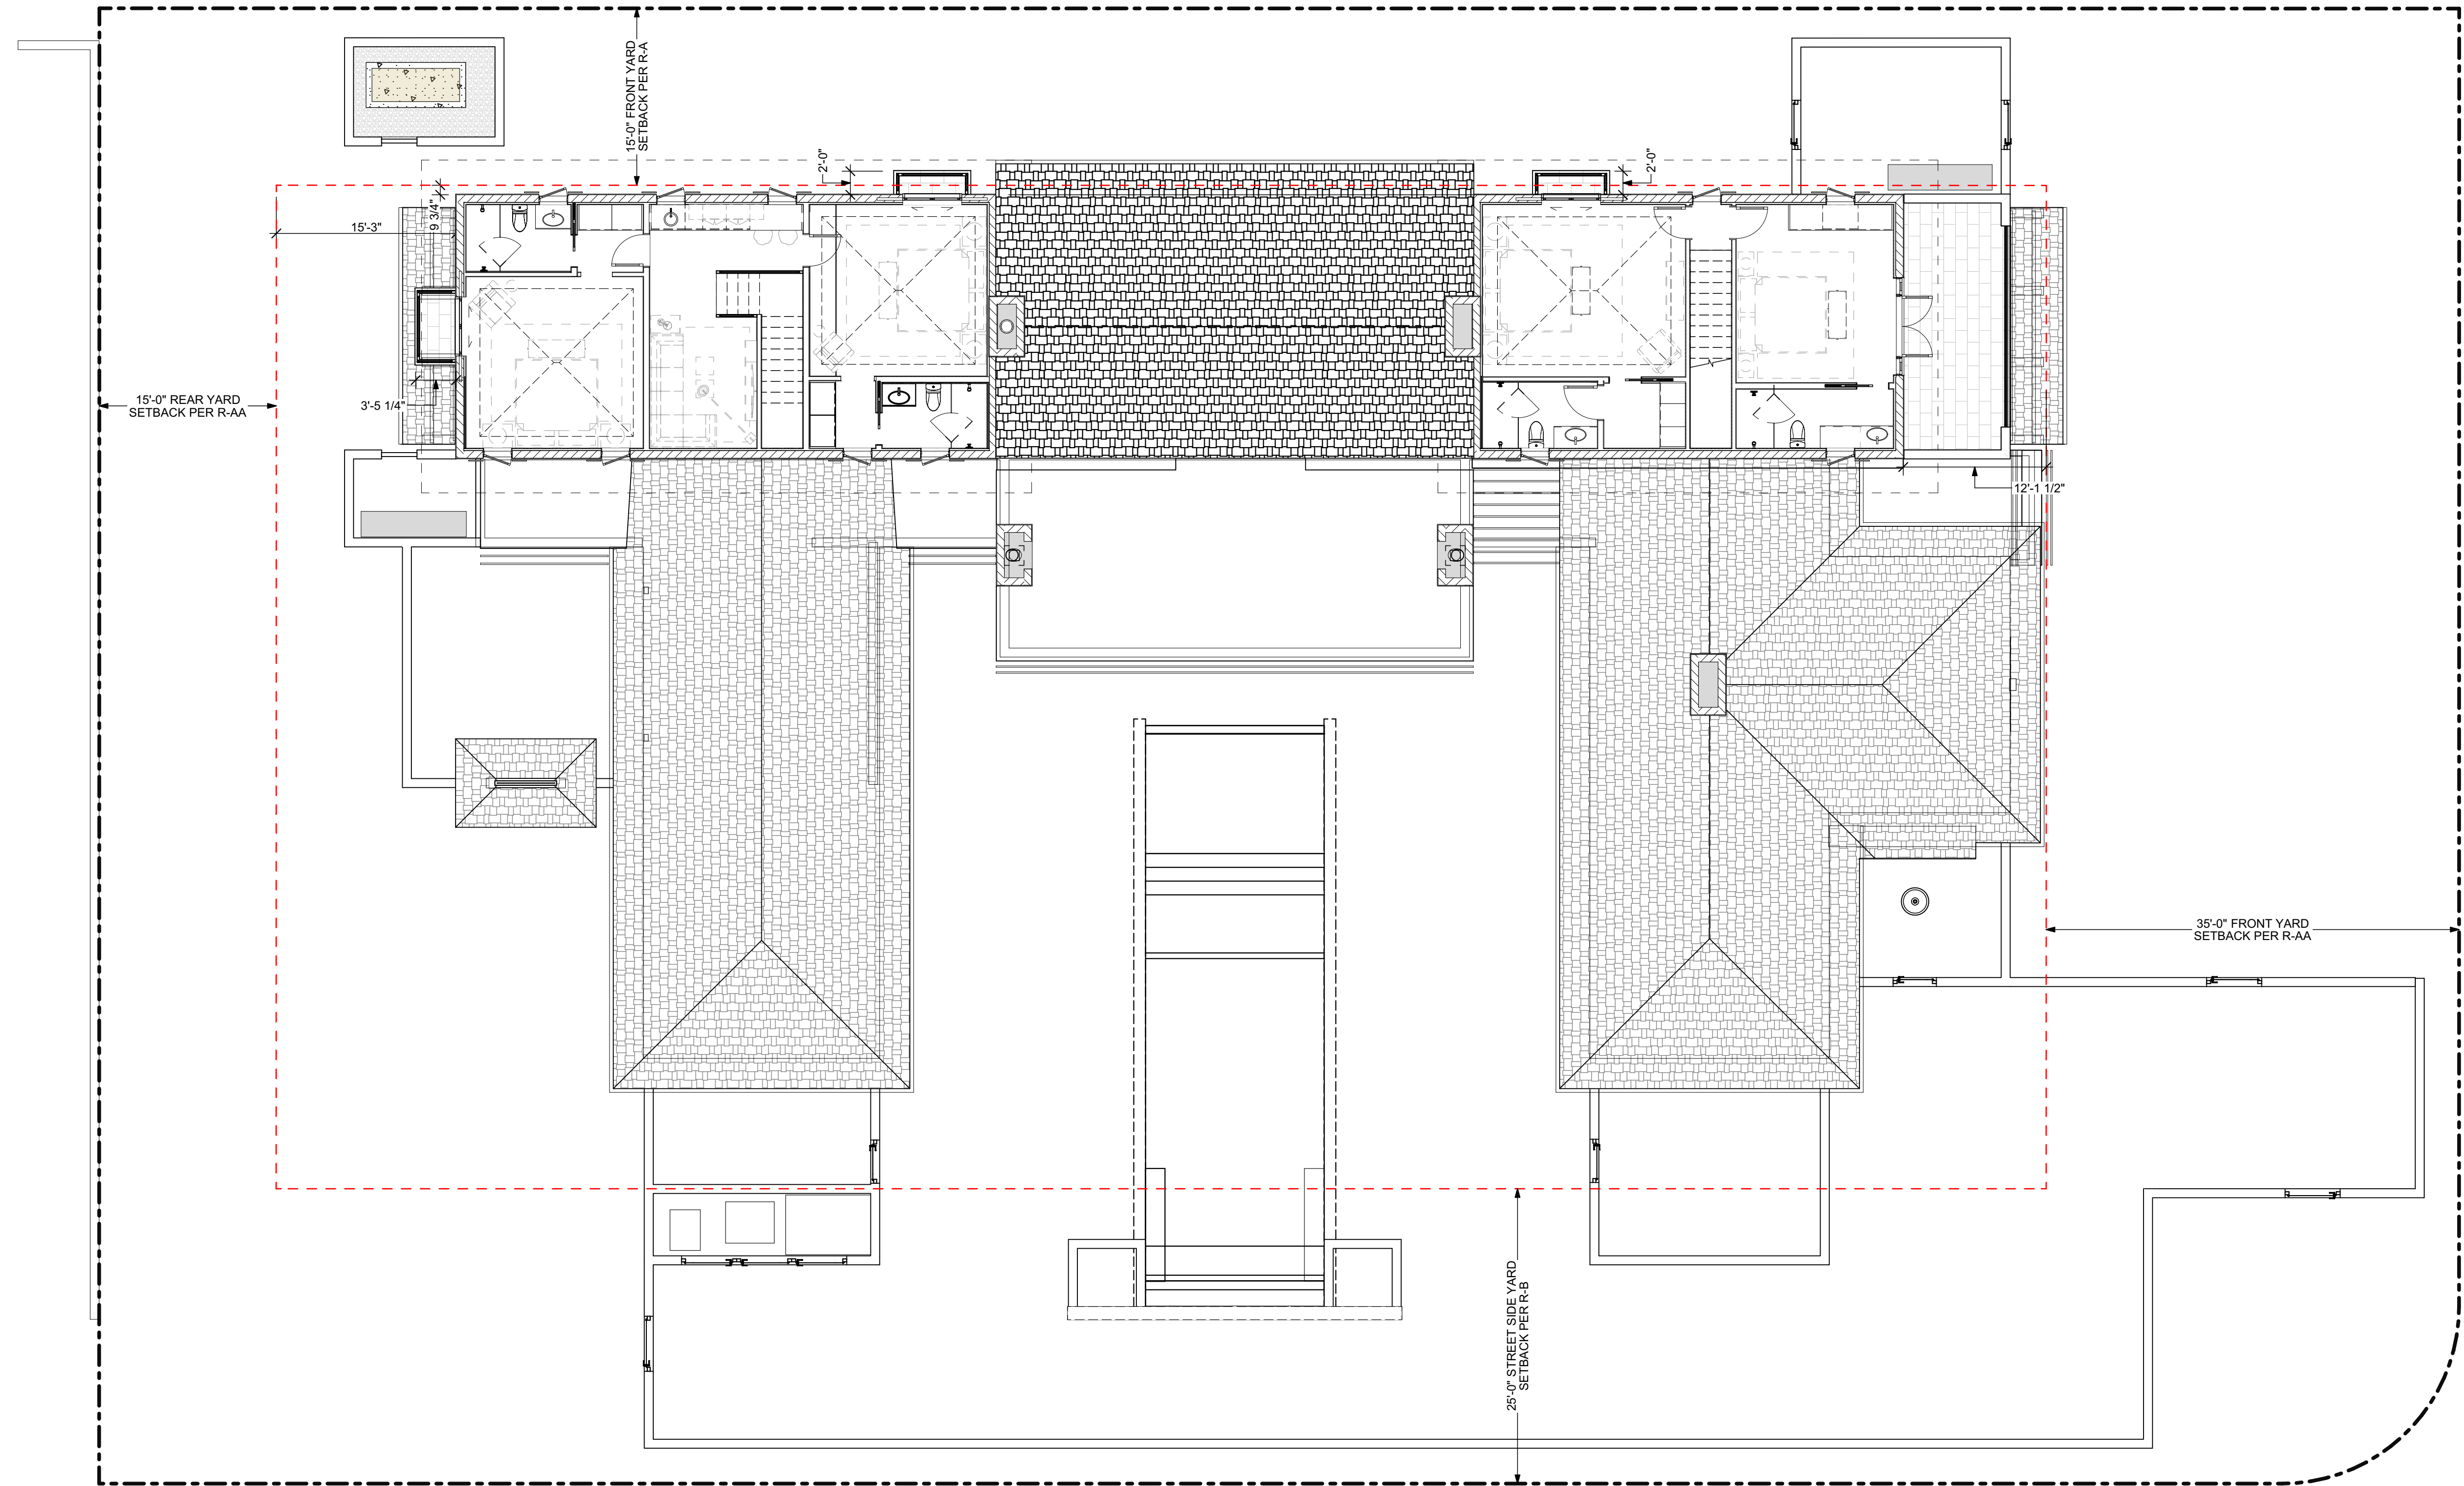 15'-0" FRONT YARD
SETBACK PER R-A
2'-0"
2'-0"
9 3/4"
15'-3"
15'-0" REAR YARD
SETBACK PER R-AA
3'-5 1/4"
12'-1 1/2"
35'-0" FRONT YARD
SETBACK PER R-AA
25'-0" STREET SIDE YARD
SETBACK PER R-B